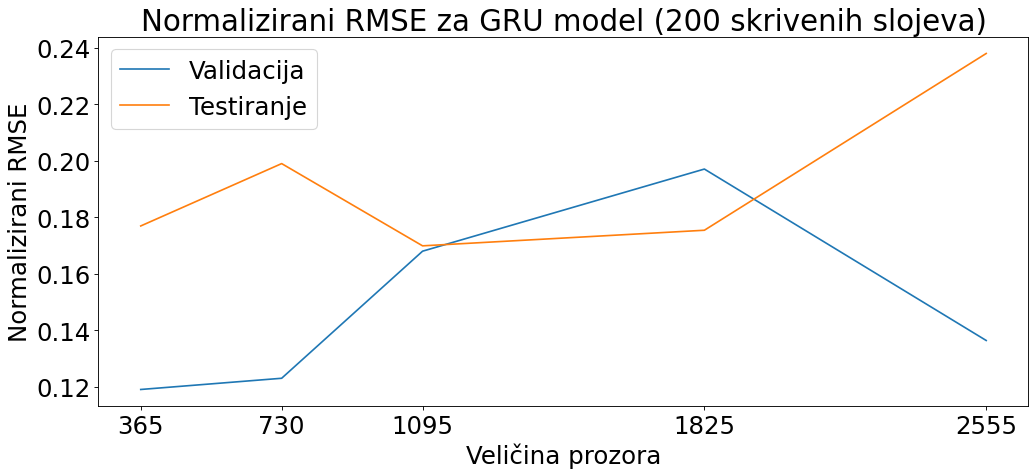 Normalizirani RMSE za GRU model (200 skrivenih slojeva)
Validacija
Testiranje
Normalizirani RMSE
0.24
0.22
0.20
0.18
0.16
0.14
0.12
365 730 1095 1825 2555
Veličina prozora